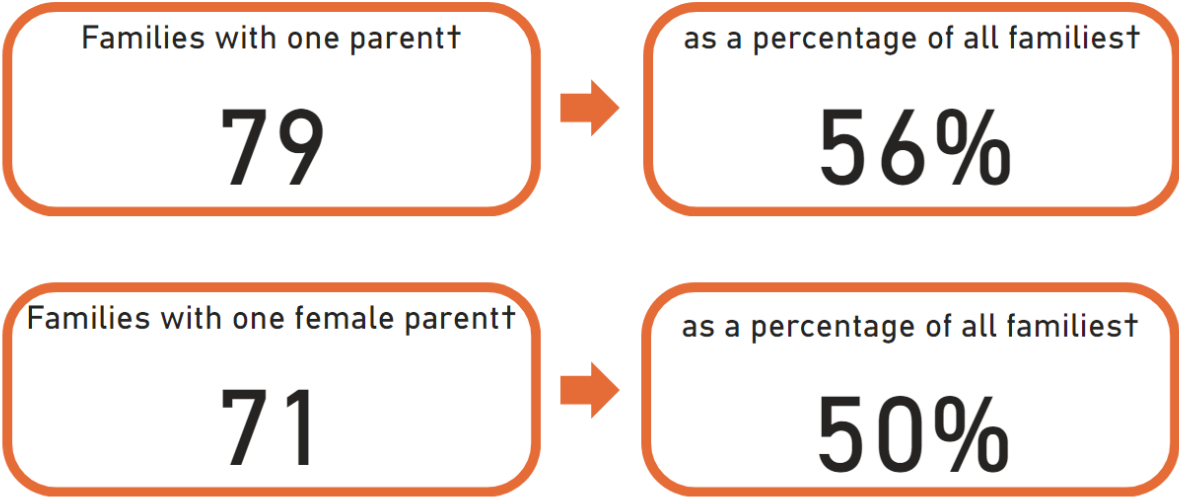 Families with one parent†
79
as a percentage of all families†
56%
Families with one female parent†
71
as a percentage of all families†
50%